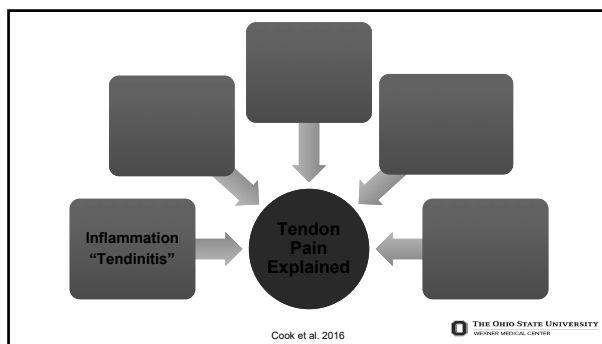 Inflammation
“Tendinitis”
Tendon
Pain
Explained
Cook et al. 2016
THE OHIO STATE UNIVERSITY
WEXNER MEDICAL CENTER